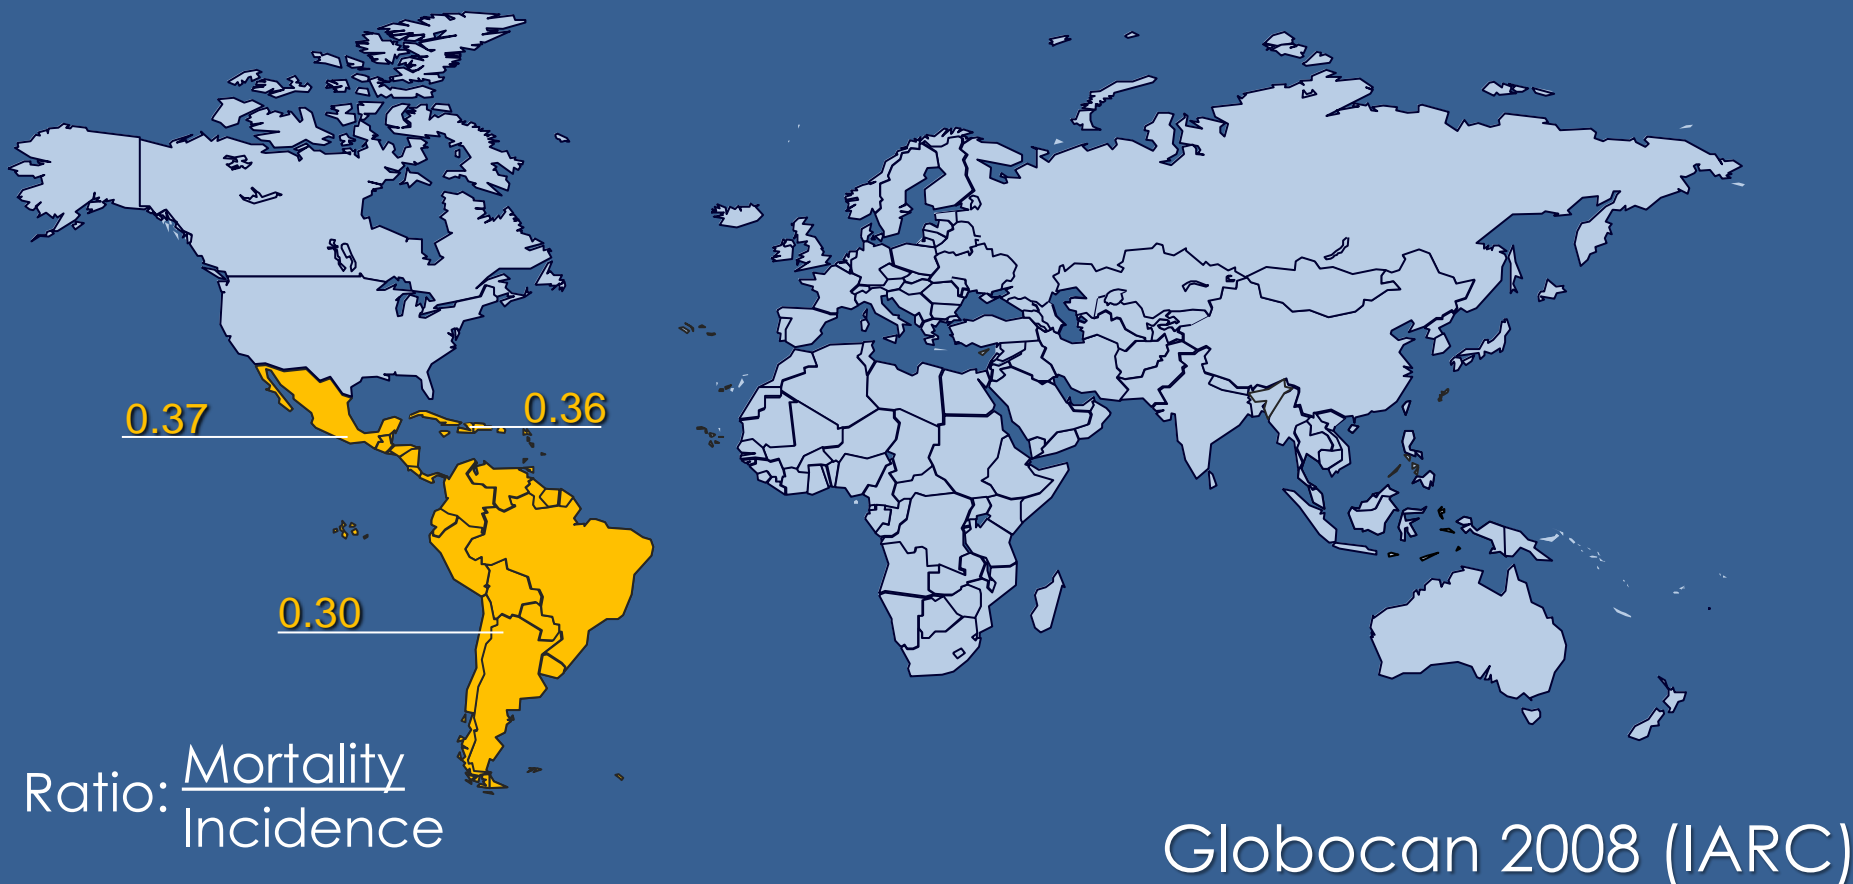 0.37
0.36
0.30
Ratio: Mortality
Incidence
Globocan 2008 (IARC)